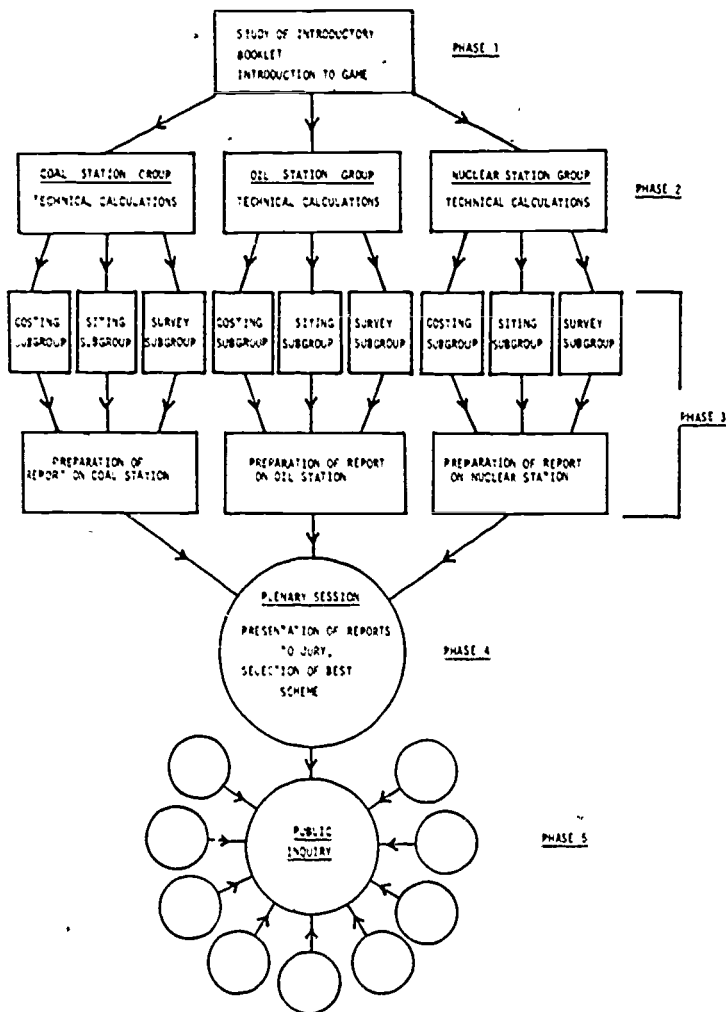 STUDY OF INTRODUCTORY
BOOKLET
INTRODUCTION TO GAME
PHASE 1
COAL STATION GROUP
TECHNICAL CALCULATIONS
OIL STATION GROUP
TECHNICAL CALCULATIONS
NUCLEAR STATION GROUP
TECHNICAL CALCULATIONS
PHASE 2
COSTING
SUBGROUP
SITING
SUBGROUP
SURVEY
SUBGROUP
COSTING
SUBGROUP
SITING
SUBGROUP
SURVEY
SUBGROUP
COSTING
SUBGROUP
SITING
SUBGROUP
SURVEY
SUBGROUP
PHASE 3
PREPARATION OF
REPORT ON COAL STATION
PREPARATION OF REPORT
ON OIL STATION
PREPARATION OF REPORT
ON NUCLEAR STATION
PLENARY SESSION
PRESENTATION OF REPORTS
TO JURY,
SELECTION OF BEST
SCHEME
PHASE 4
PUBLIC
INQUIRY
PHASE 5